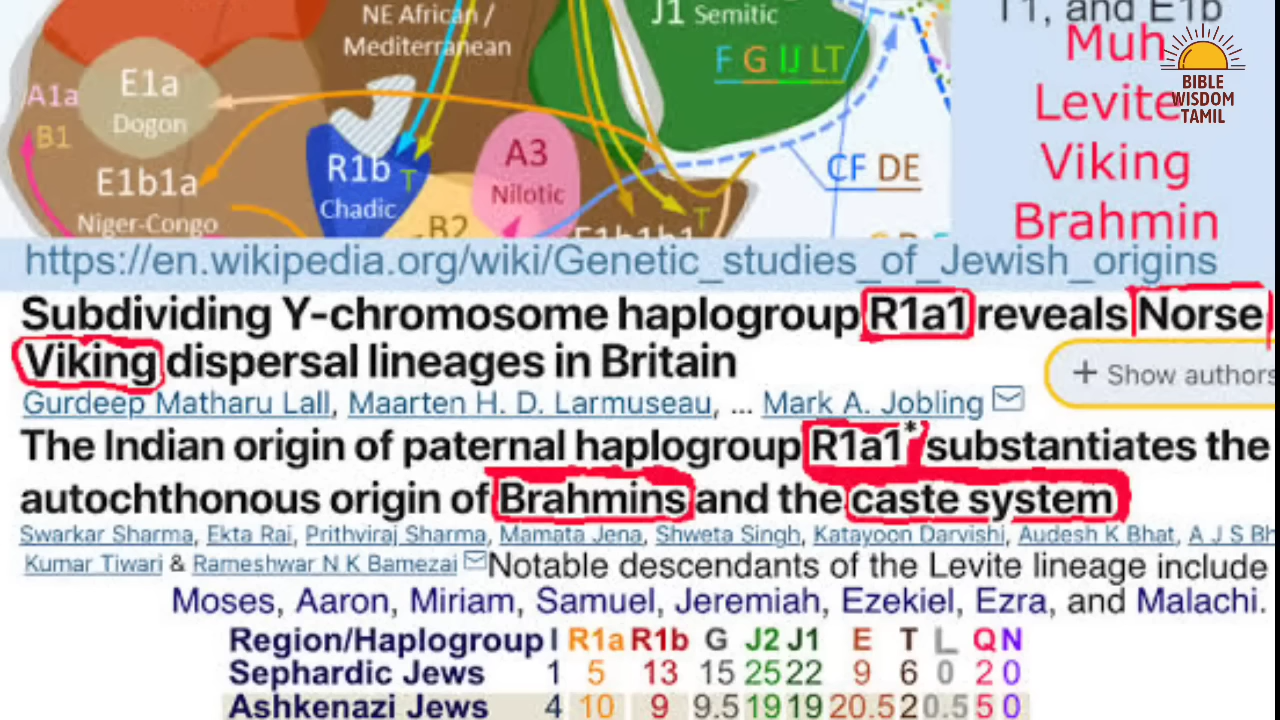 NE African /
Mediterranean
J1 Semitic
F G IJ LT
T1, and E1b
Muh
Levite
Viking
Brahmin
BIBLE
WISDOM
TAMIL
A1a
B1
E1a
Dogon
E1b1a
Niger-Congo
R1b
T
Chadic
A3
Nilotic
B2
T
E1b1b1
CF DE
https://en.wikipedia.org/wiki/Genetic_studies_of_Jewish_origins
Subdividing Y-chromosome haplogroup R1a1 reveals Norse
Viking dispersal lineages in Britain
+ Show authors
Gurdeep Matharu Lall, Maarten H. D. Larmuseau, ... Mark A. Jobling
The Indian origin of paternal haplogroup R1a1* substantiates the
autochthonous origin of Brahmins and the caste system
Swarkar Sharma, Ekta Rai, Prithviraj Sharma, Mamata Jena, Shweta Singh, Katayoon Darvishi, Audesh K Bhat, A J S Bh
Kumar Tiwari & Rameshwar N K Bamezai Notable descendants of the Levite lineage include
Moses, Aaron, Miriam, Samuel, Jeremiah, Ezekiel, Ezra, and Malachi.
Region/Haplogroup I R1a R1b G J2 J1 E T L Q N
Sephardic Jews 1 5 13 15 25 22 9 6 0 2 0
Ashkenazi Jews 4 10 9 9.5 19 19 20.5 2 0.5 5 0